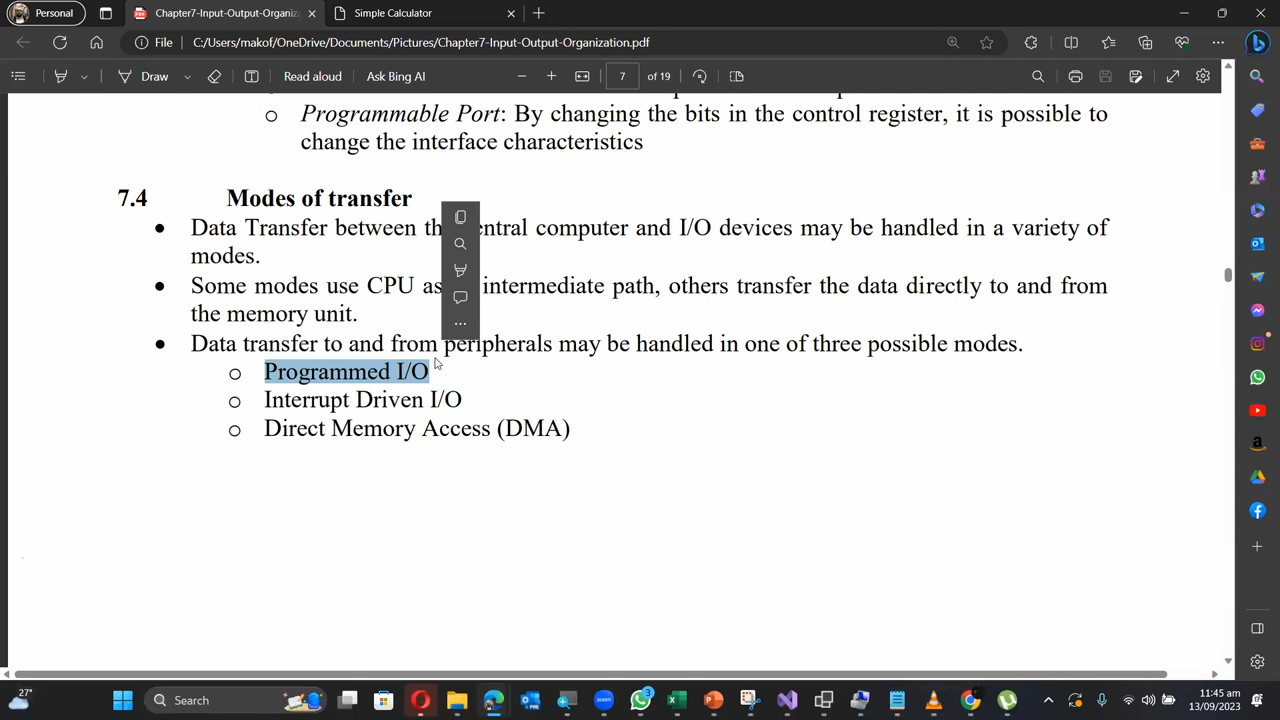 Personal
Chapter7-Input-Output-Organiza
Simple Calculator
File
C:/Users/makof/OneDrive/Documents/Pictures/Chapter7-Input-Output-Organization.pdf
Draw
Read aloud
Ask Bing AI
7
of 19
o Programmable Port: By changing the bits in the control register, it is possible to
change the interface characteristics
7.4 Modes of transfer
• Data Transfer between th entral computer and I/O devices may be handled in a variety of
modes.
• Some modes use CPU as intermediate path, others transfer the data directly to and from
the memory unit.
• Data transfer to and from peripherals may be handled in one of three possible modes.
o Programmed I/O
o Interrupt Driven I/O
o Direct Memory Access (DMA)
27°
Search
3
11:45 am
13/09/2023